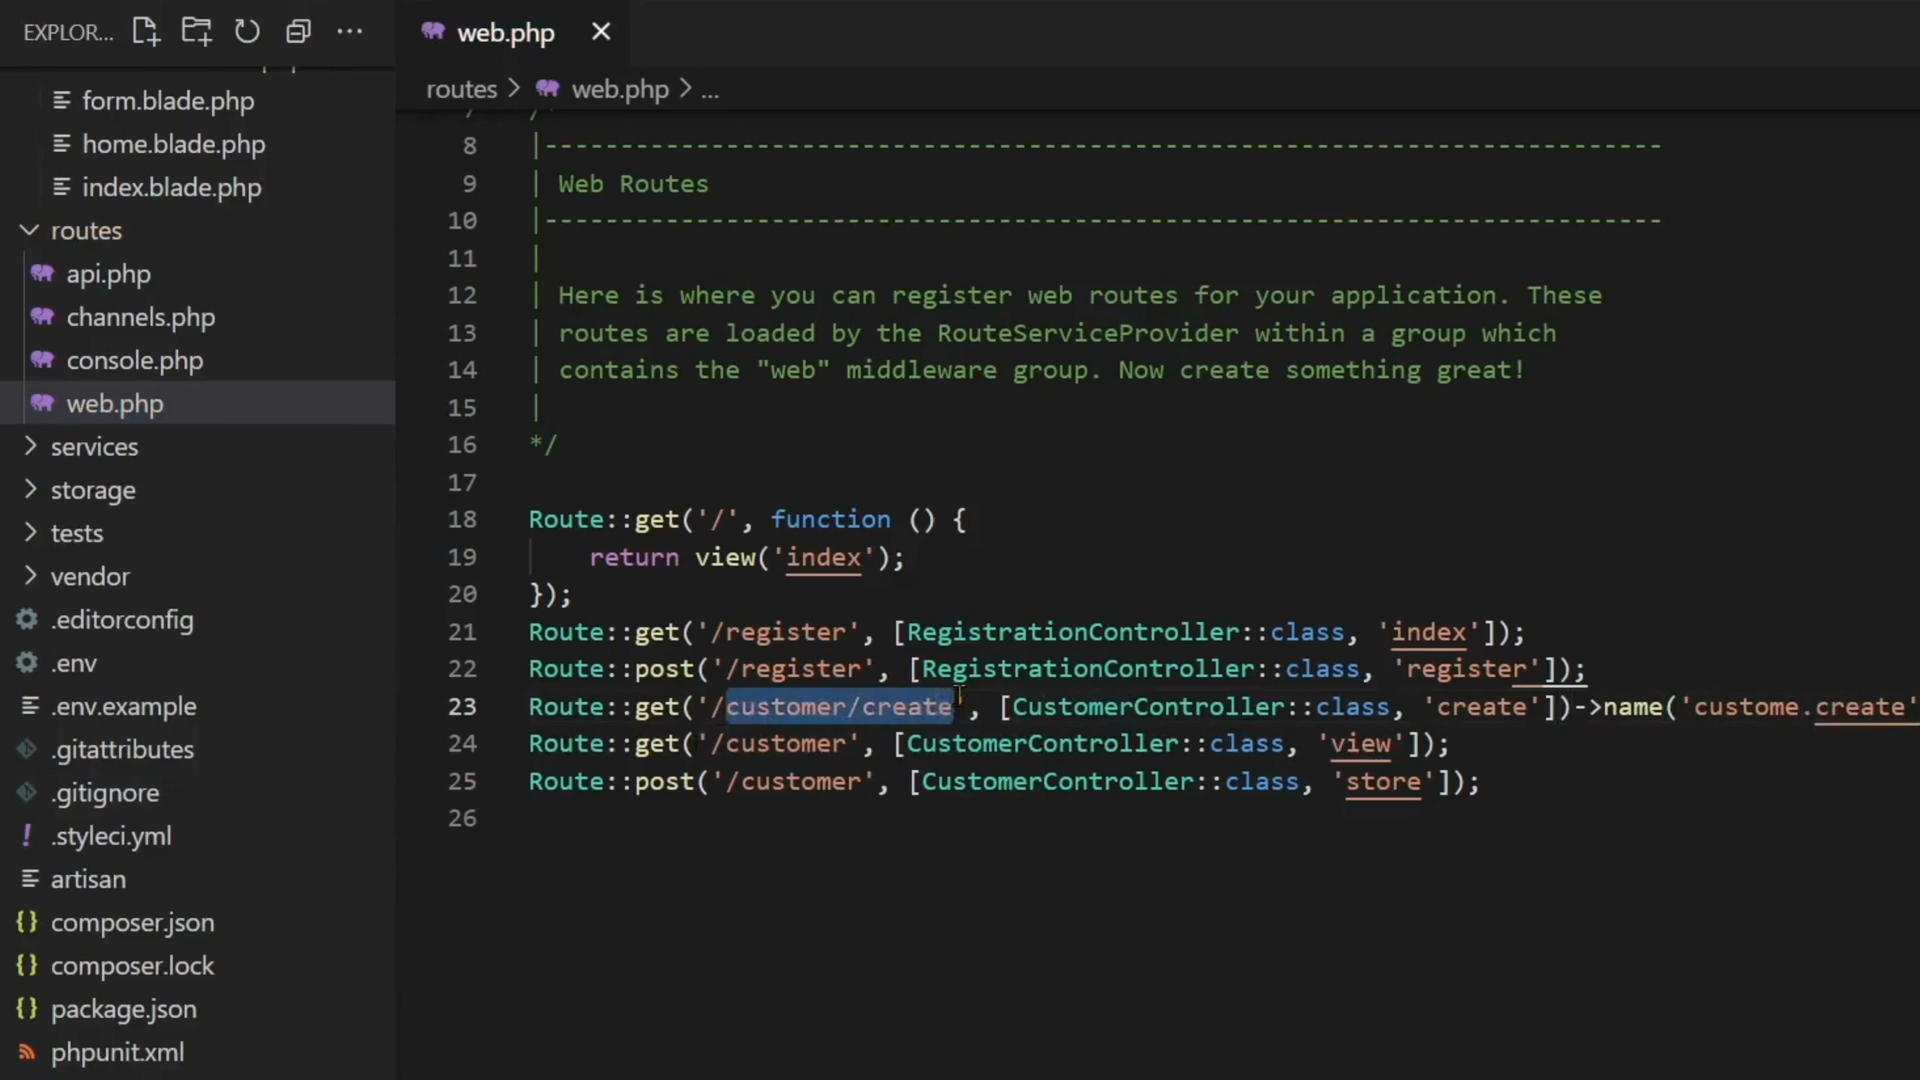 EXPLOR...
form.blade.php
home.blade.php
index.blade.php
routes
api.php
channels.php
console.php
web.php
services
storage
tests
vendor
.editorconfig
.env
.env.example
.gitattributes
.gitignore
.styleci.yml
artisan
composer.json
composer.lock
package.json
phpunit.xml
web.php
routes > web.php > ...
7 /*
8 |--------------------------------------------------------------------------
9 | Web Routes
10 |--------------------------------------------------------------------------
11 |
12 | Here is where you can register web routes for your application. These
13 | routes are loaded by the RouteServiceProvider within a group which
14 | contains the "web" middleware group. Now create something great!
15 |
16 */
17
18 Route::get('/', function () {
19 return view('index');
20 });
21 Route::get('/register', [RegistrationController::class, 'index']);
22 Route::post('/register', [RegistrationController::class, 'register']);
23 Route::get('/customer/create', [CustomerController::class, 'create'])->name('custome.create'
24 Route::get('/customer', [CustomerController::class, 'view']);
25 Route::post('/customer', [CustomerController::class, 'store']);
26